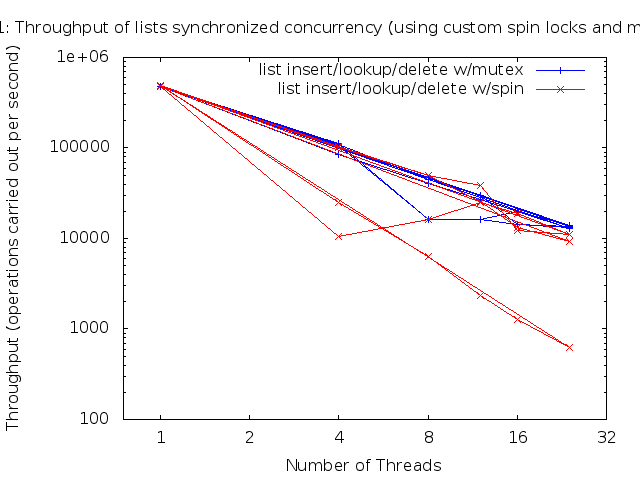 1: Throughput of lists synchronized concurrency (using custom spin locks and m
list insert/lookup/delete w/mutex
list insert/lookup/delete w/spin
Throughput (operations carried out per second)
1e+06
100000
10000
1000
100
1 2 4 8 16 32
Number of Threads